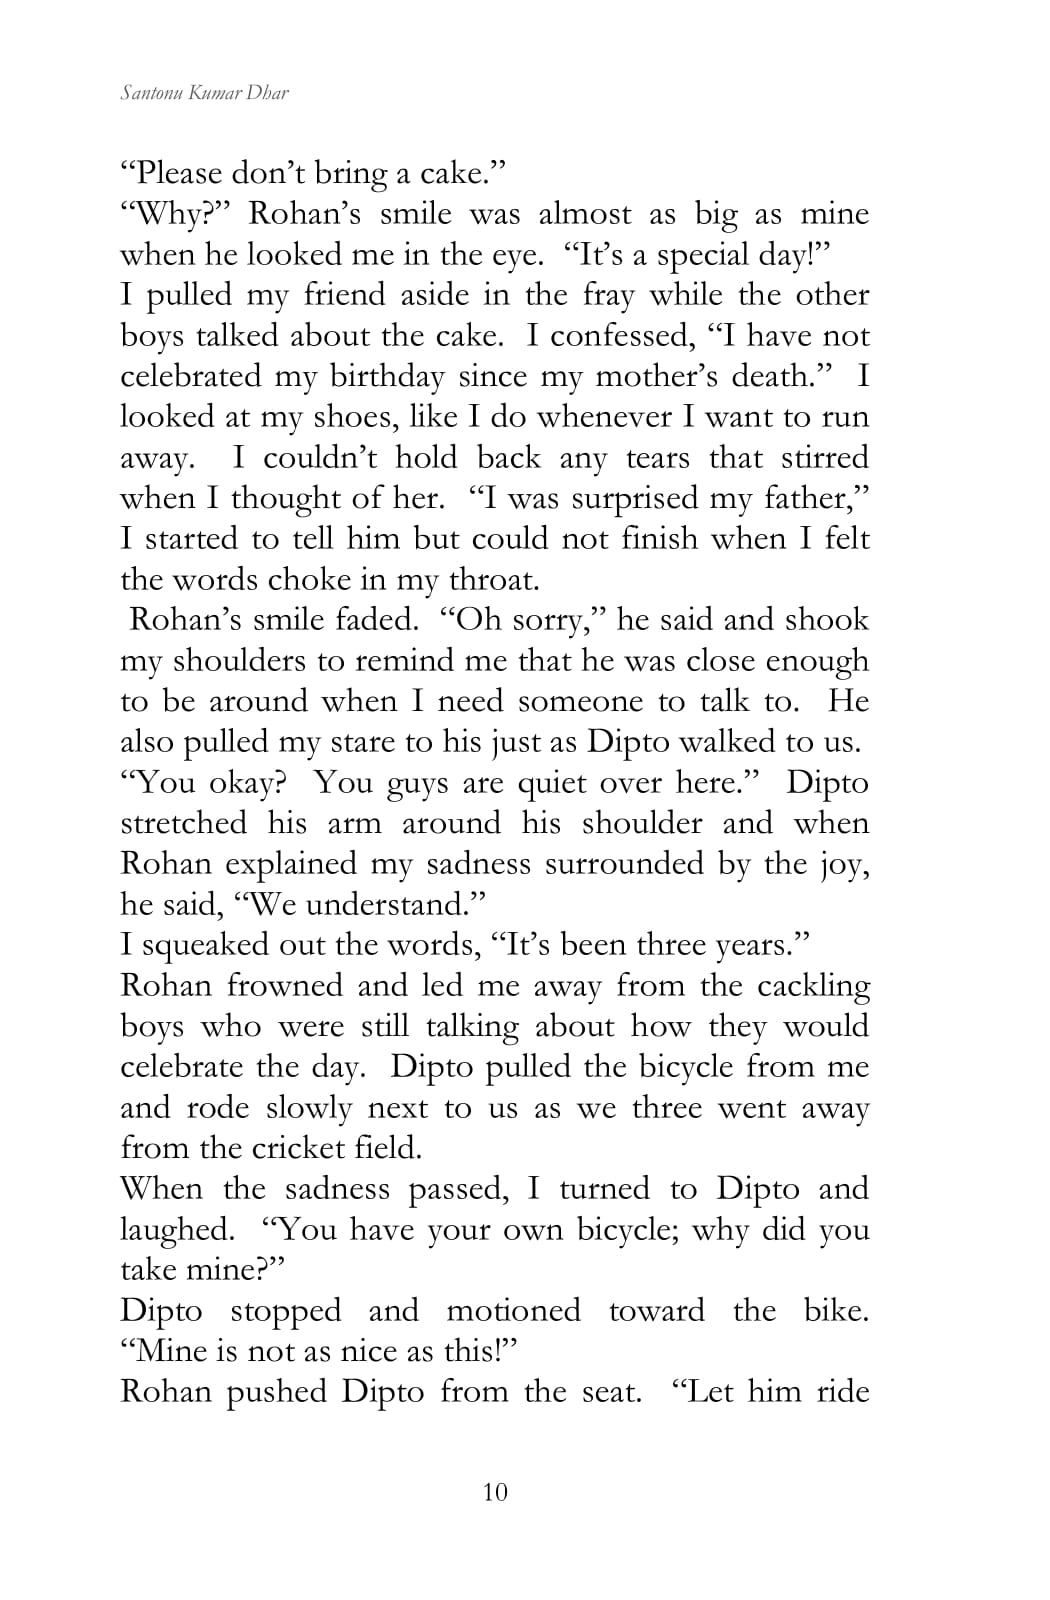 Santonu Kumar Dhar
“Please don’t bring a cake.”
“Why?” Rohan’s smile was almost as big as mine
when he looked me in the eye.  “It’s a special day!”
I pulled my friend aside in the fray while the other
boys talked about the cake.  I confessed, “I have not
celebrated my birthday since my mother’s death.”  I
looked at my shoes, like I do whenever I want to run
away.  I couldn’t hold back any tears that stirred
when I thought of her.  “I was surprised my father,”
I started to tell him but could not finish when I felt
the words choke in my throat.
Rohan’s smile faded.  “Oh sorry,” he said and shook
my shoulders to remind me that he was close enough
to be around when I need someone to talk to.  He
also pulled my stare to his just as Dipto walked to us.
“You okay?  You guys are quiet over here.”  Dipto
stretched his arm around his shoulder and when
Rohan explained my sadness surrounded by the joy,
he said, “We understand.”
I squeaked out the words, “It’s been three years.”
Rohan frowned and led me away from the cackling
boys who were still talking about how they would
celebrate the day.  Dipto pulled the bicycle from me
and rode slowly next to us as we three went away
from the cricket field.
When the sadness passed, I turned to Dipto and
laughed.  “You have your own bicycle; why did you
take mine?”
Dipto stopped and motioned toward the bike.
“Mine is not as nice as this!”
Rohan pushed Dipto from the seat.  “Let him ride
10